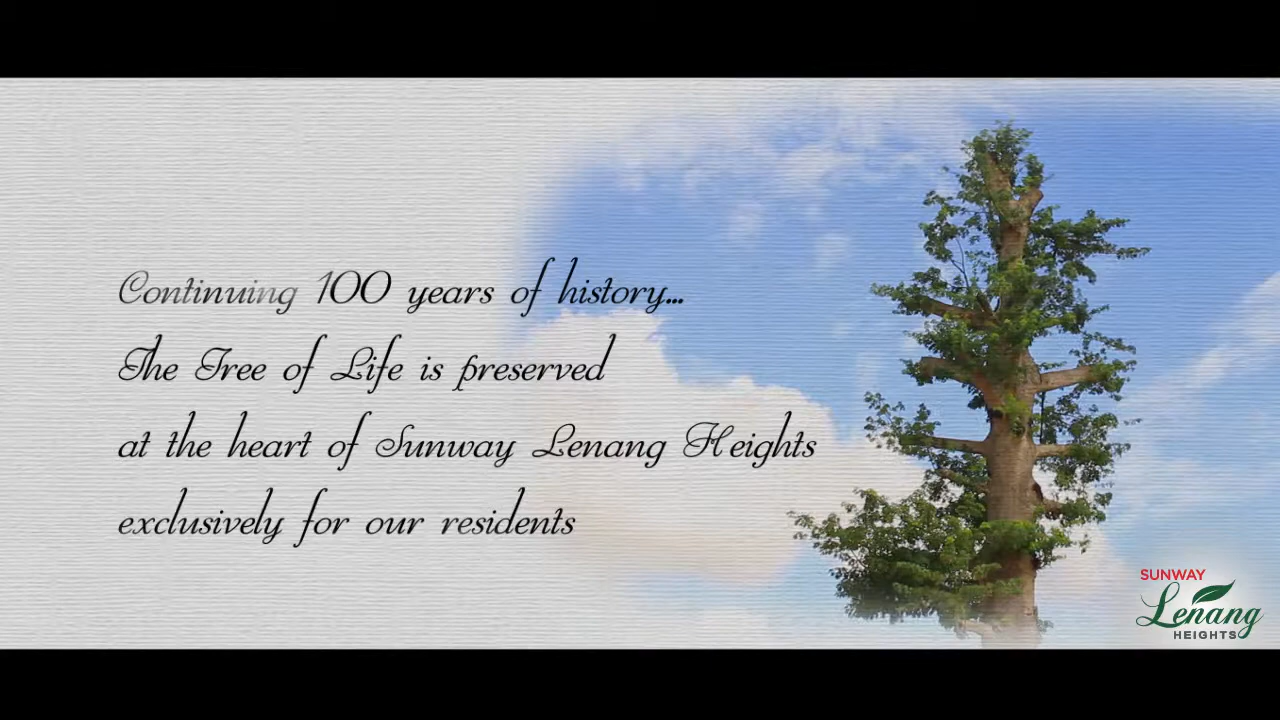 Continuing 100 years of history...
The Tree of Life is preserved
at the heart of Sunway Lenang Heights
exclusively for our residents
SUNWAY
Lenang
HEIGHTS